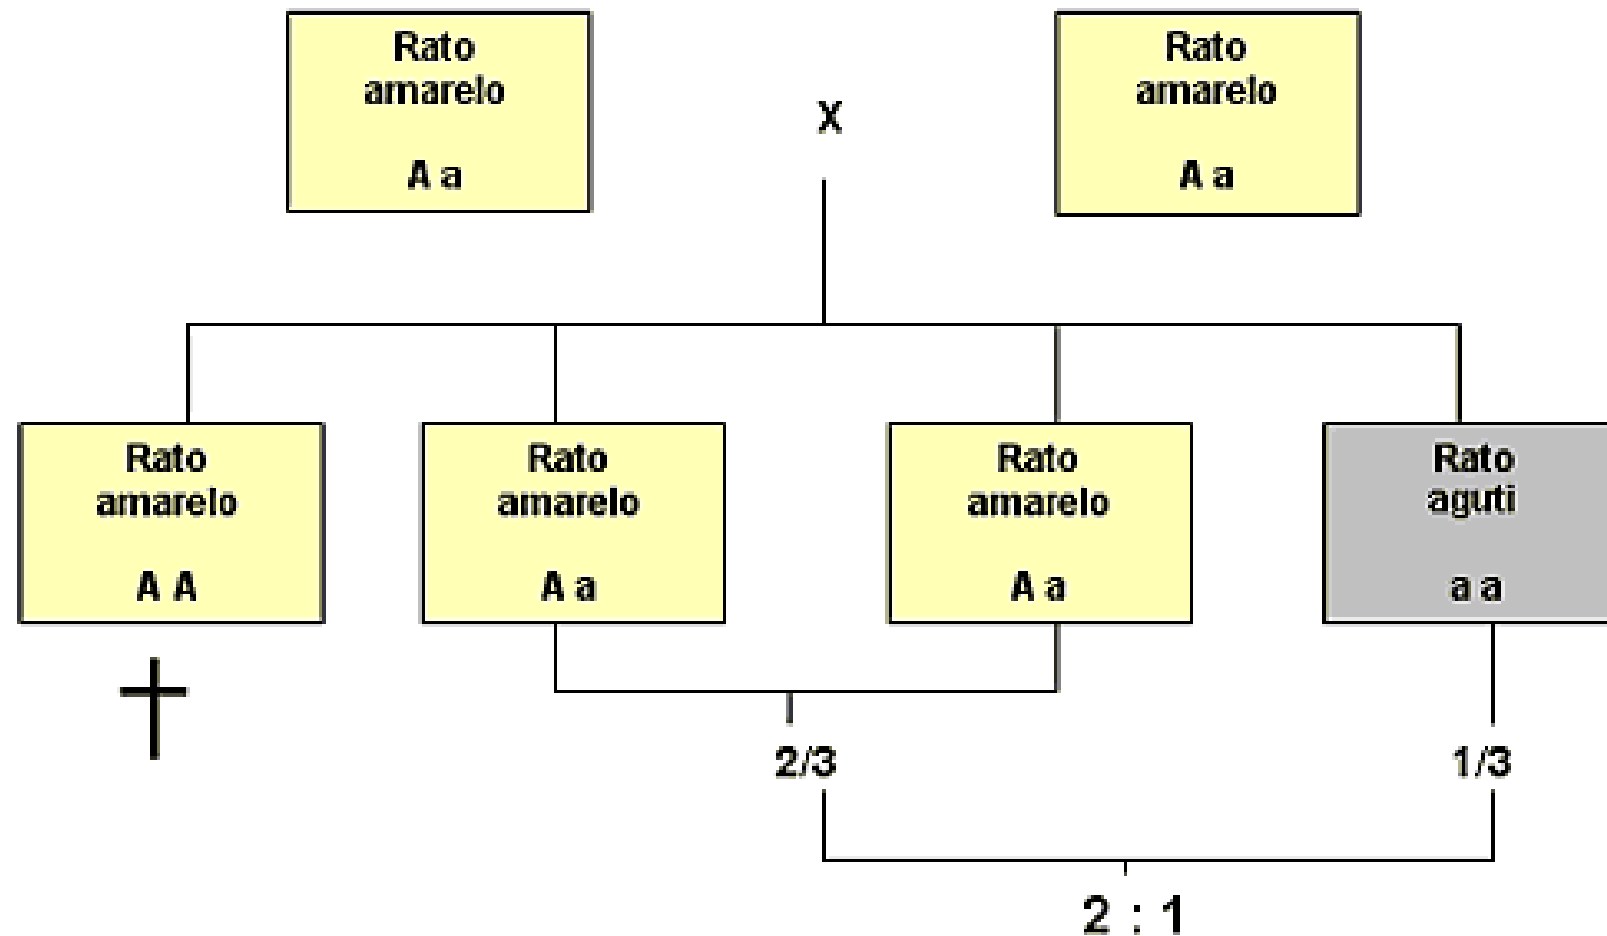 Rato
amarelo
A a
X
Rato
amarelo
A a
Rato
amarelo
A A
Rato
amarelo
A a
Rato
amarelo
A a
Rato
aguti
a a
2/3
1/3
2 : 1